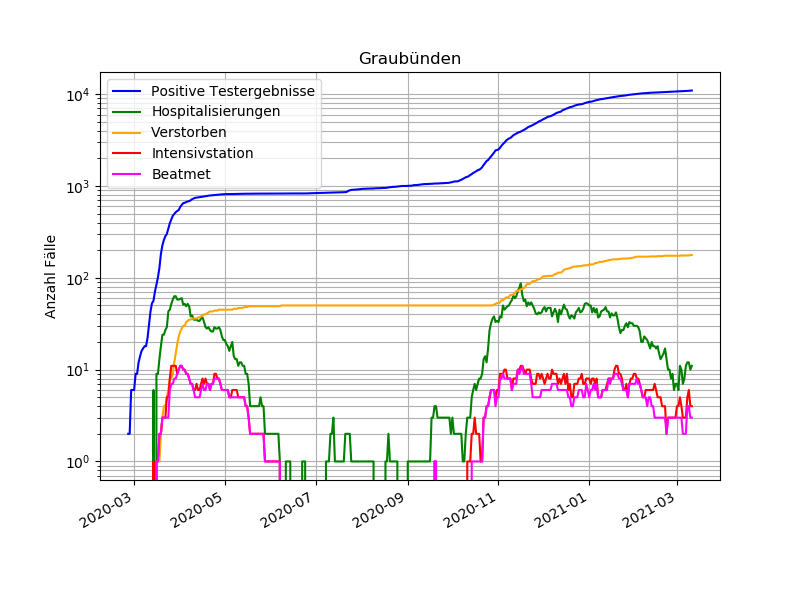 Graubünden
Positive Testergebnisse
Hospitalisierungen
Verstorben
Intensivstation
Beatmet
Anzahl Fälle
10^4
10^3
10^2
10^1
10^0
2020-03
2020-05
2020-07
2020-09
2020-11
2021-01
2021-03